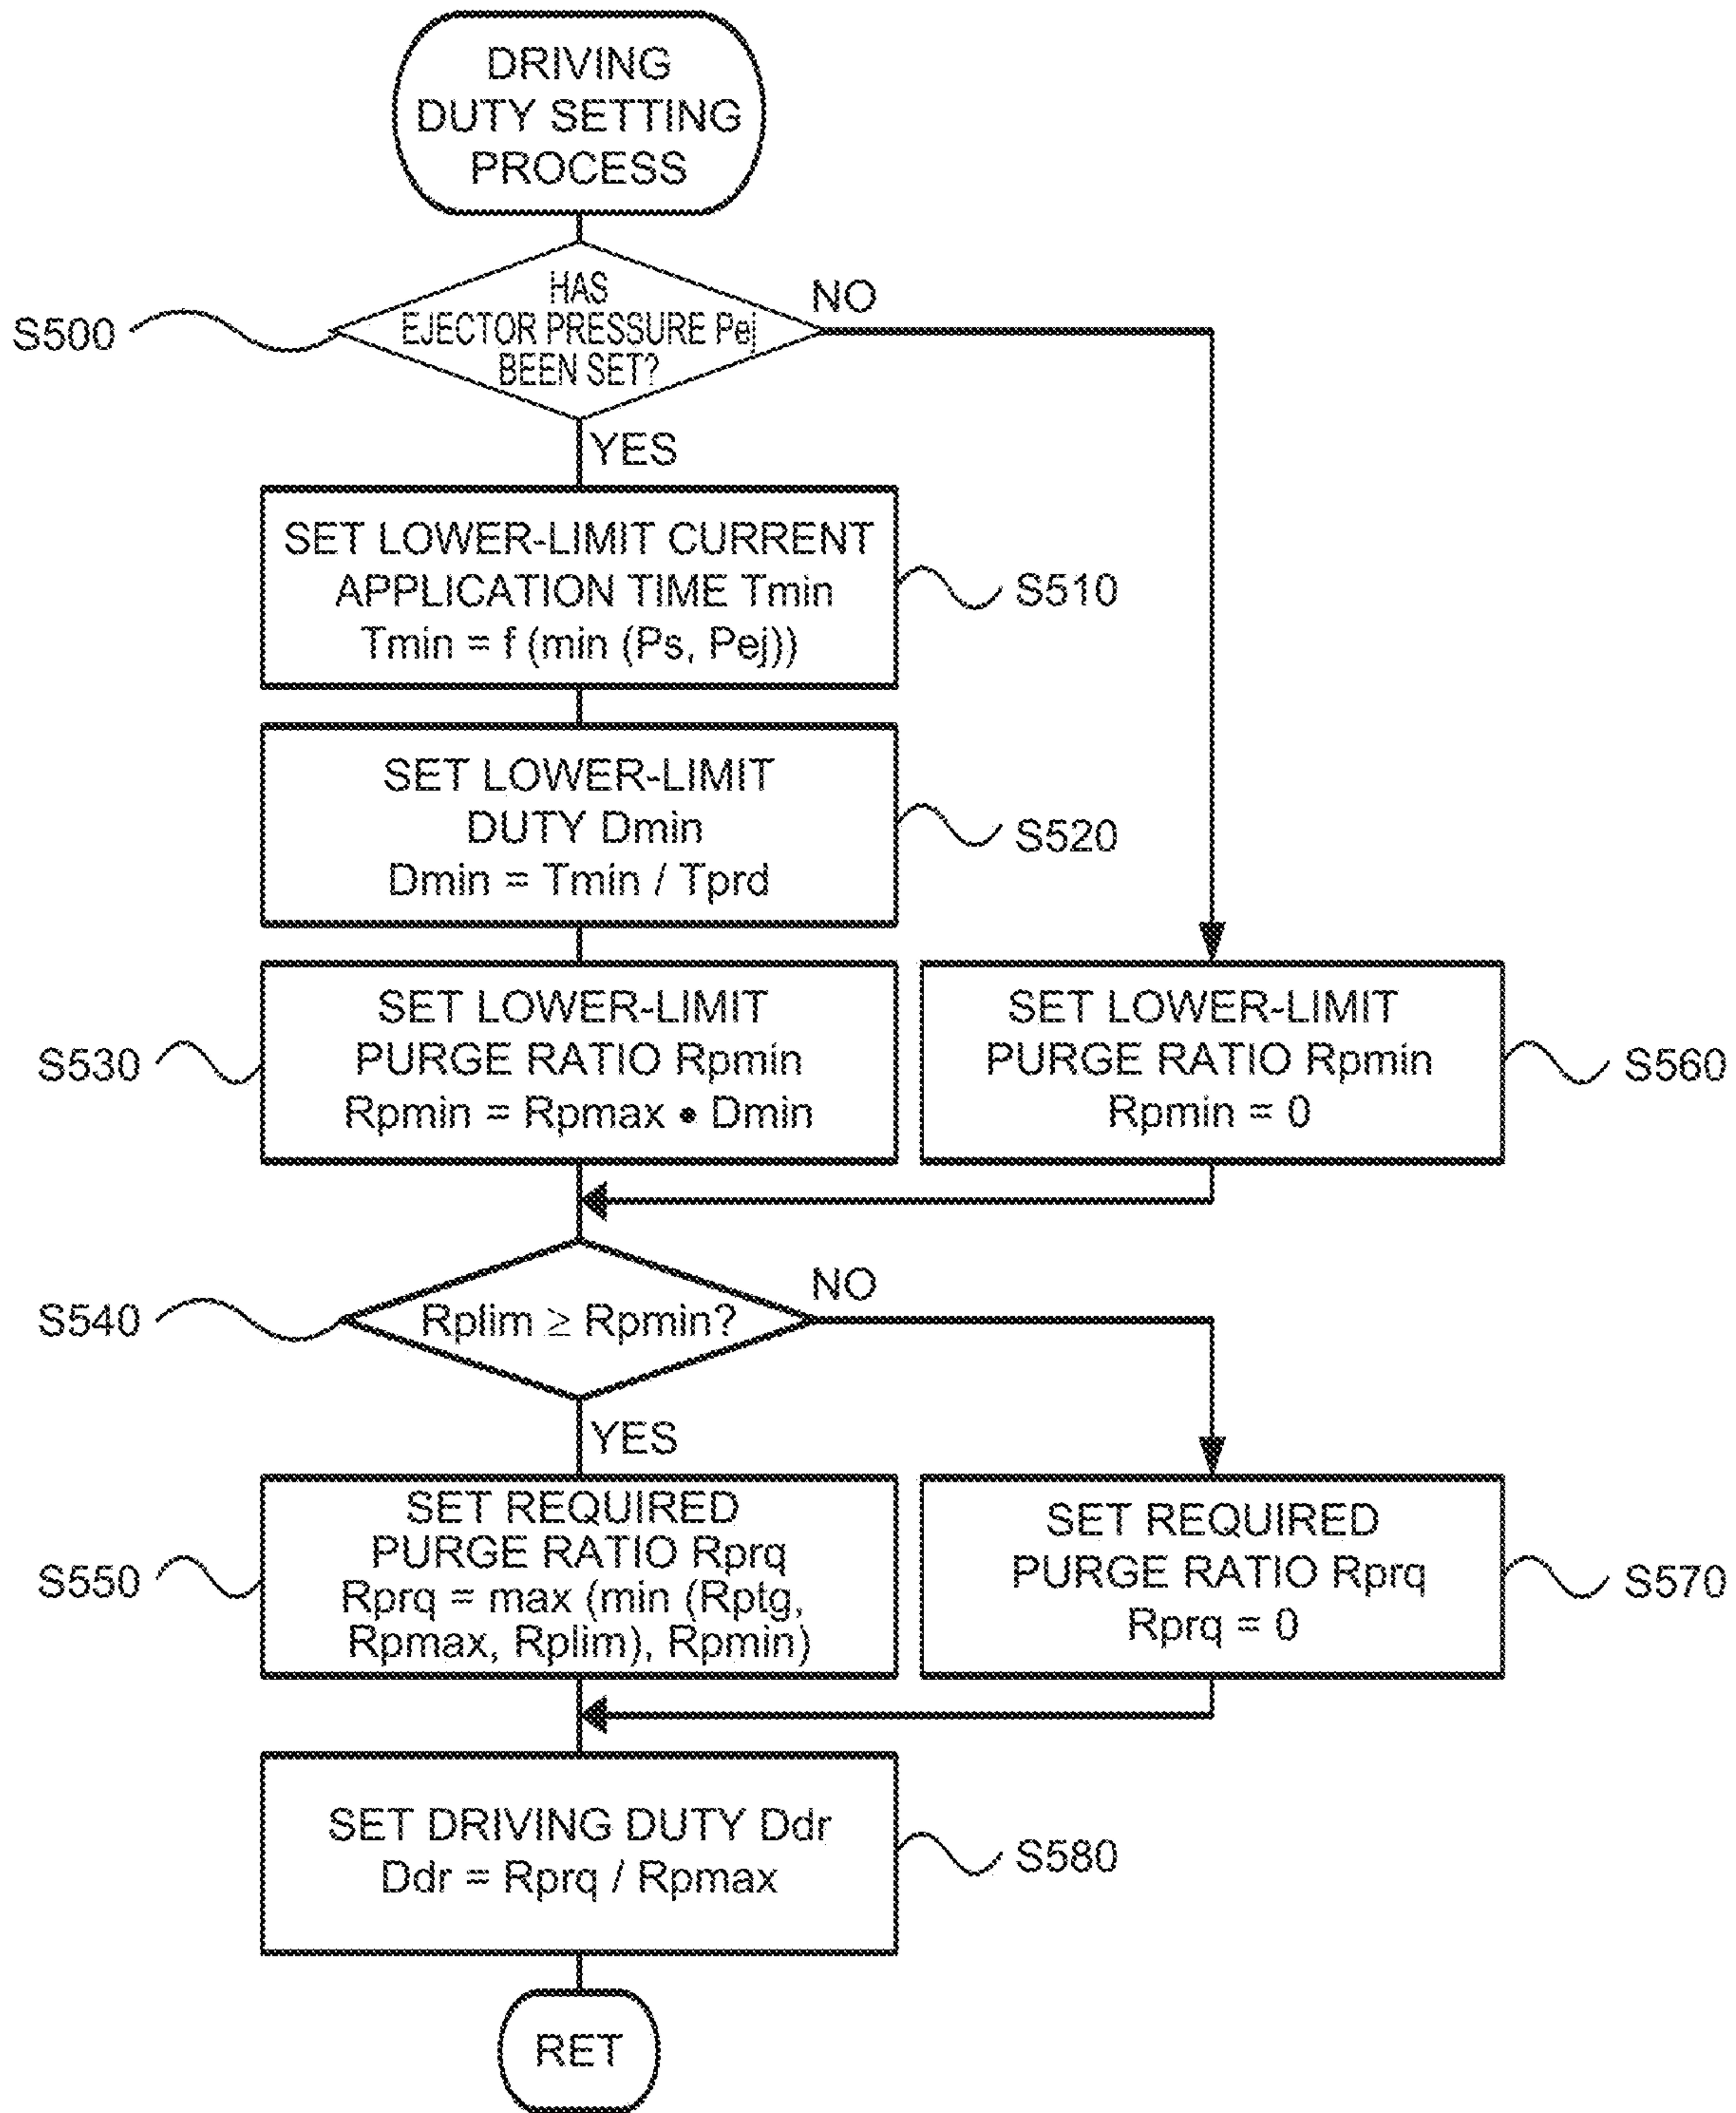 DRIVING
DUTY SETTING
PROCESS
HAS
EJECTOR PRESSURE Pej
BEEN SET?
NO
S500
YES
SET LOWER-LIMIT CURRENT
APPLICATION TIME Tmin
Tmin = f (min (Ps, Pej))
S510
SET LOWER-LIMIT
DUTY Dmin
Dmin = Tmin / Tprd
S520
SET LOWER-LIMIT
PURGE RATIO Rpmin
Rpmin = Rpmax • Dmin
S530
SET LOWER-LIMIT
PURGE RATIO Rpmin
Rpmin = 0
S560
Rplim ≥ Rpmin?
NO
S540
YES
SET REQUIRED
PURGE RATIO Rprq
Rprq = max (min (Rptg,
Rpmax, Rplim), Rpmin)
S550
SET REQUIRED
PURGE RATIO Rprq
Rprq = 0
S570
SET DRIVING DUTY Ddr
Ddr = Rprq / Rpmax
S580
RET